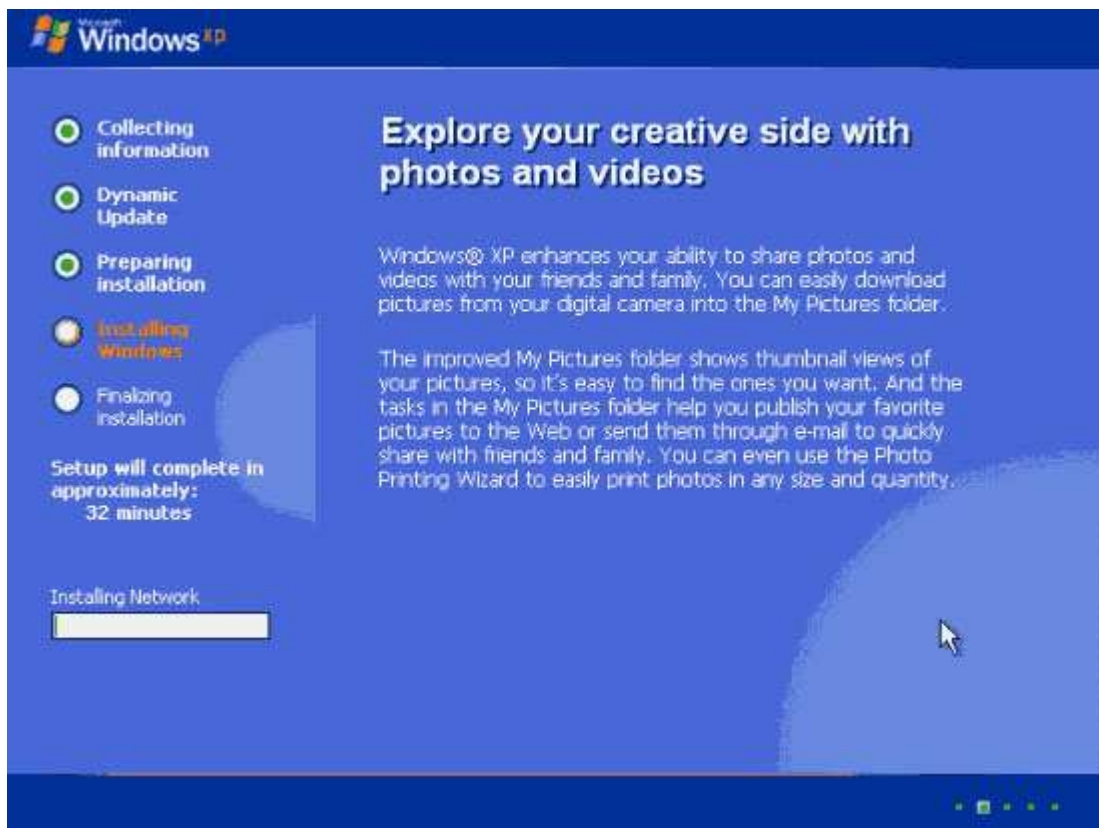 Microsoft
Windows xp
Collecting
information
Dynamic
Update
Preparing
installation
Installing
Windows
Finalizing
installation
Setup will complete in
approximately:
32 minutes
Installing Network
Explore your creative side with
photos and videos
Windows® XP enhances your ability to share photos and
videos with your friends and family. You can easily download
pictures from your digital camera into the My Pictures folder.
The improved My Pictures folder shows thumbnail views of
your pictures, so it's easy to find the ones you want. And the
tasks in the My Pictures folder help you publish your favorite
pictures to the Web or send them through e-mail to quickly
share with friends and family. You can even use the Photo
Printing Wizard to easily print photos in any size and quantity.